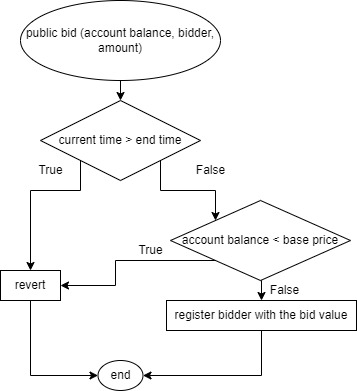 public bid (account balance, bidder,
amount)
current time > end time
True
False
account balance < base price
True
revert
False
register bidder with the bid value
end